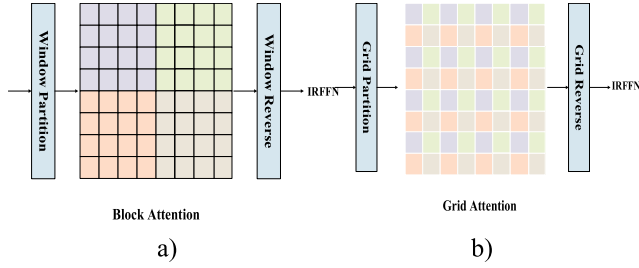 Window Partition
Window Reverse
IRFFN
Block Attention
a)
Grid Partition
Grid Reverse
IRFFN
Grid Attention
b)